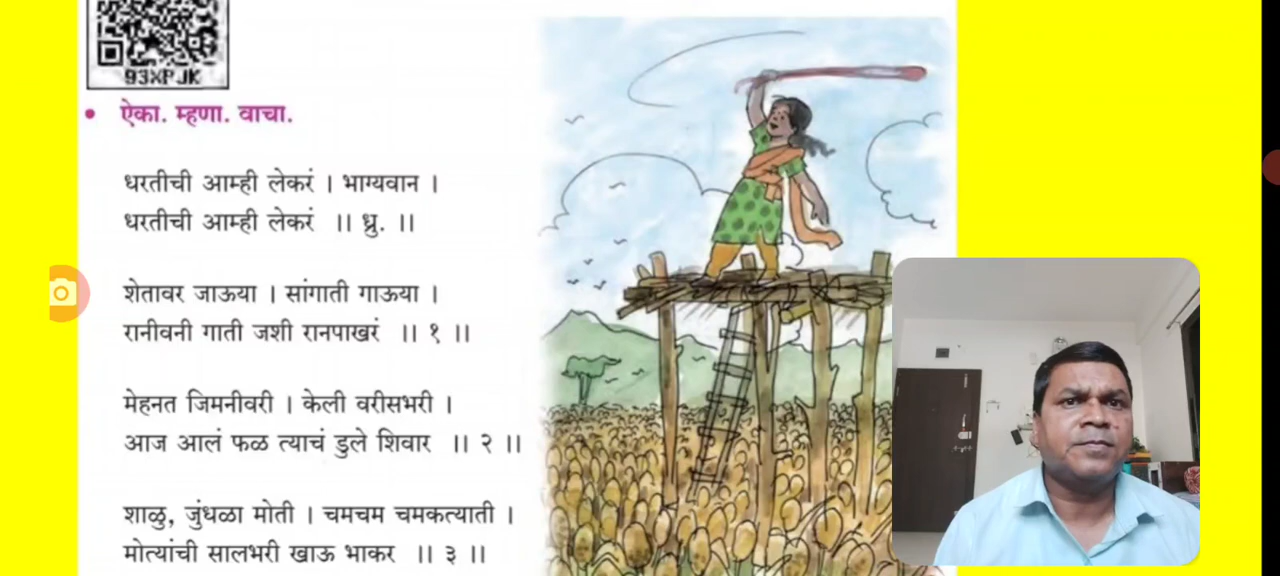 93XPJK
• ऐका. म्हणा. वाचा.
धरतीची आम्ही लेकरं । भाग्यवान ।
धरतीची आम्ही लेकरं ।। ध्रु. ।।
शेतावर जाऊया । सांगाती गाऊया ।
रानीवनी गाती जशी रानपाखरं ।। १ ।।
मेहनत जिमनीवरी । केली वरीसभरी ।
आज आलं फळ त्याचं डुले शिवार ।। २ ।।
शाळु, जुंधळा मोती । चमचम चमकत्याती ।
मोत्यांची सालभरी खाऊ भाकर ।। ३ ।।